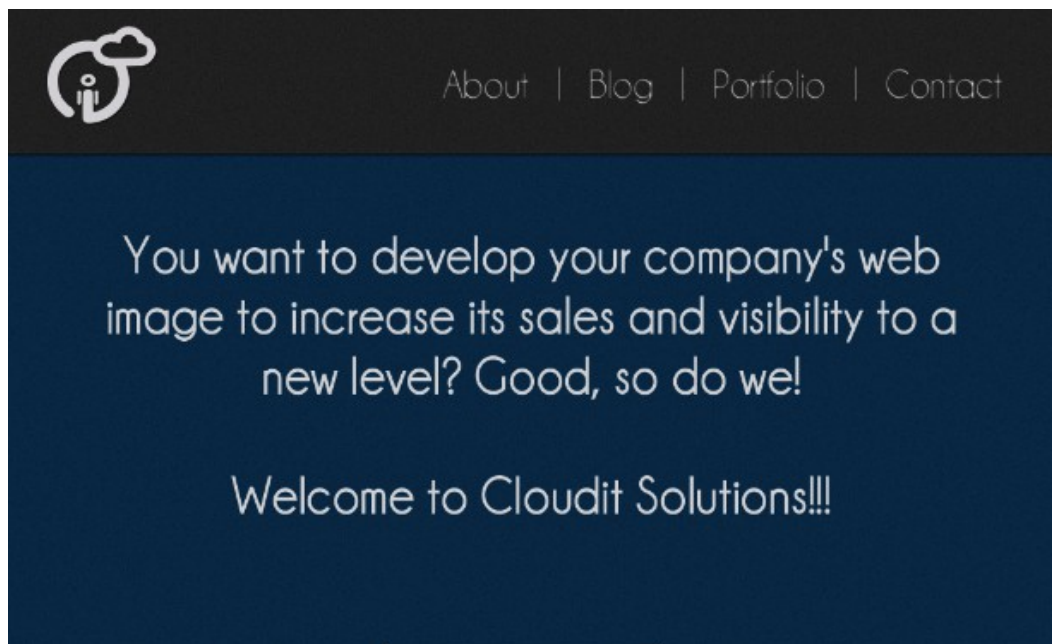 About | Blog | Portfolio | Contact
You want to develop your company's web
image to increase its sales and visibility to a
new level? Good, so do we!
Welcome to Cloudit Solutions!!!